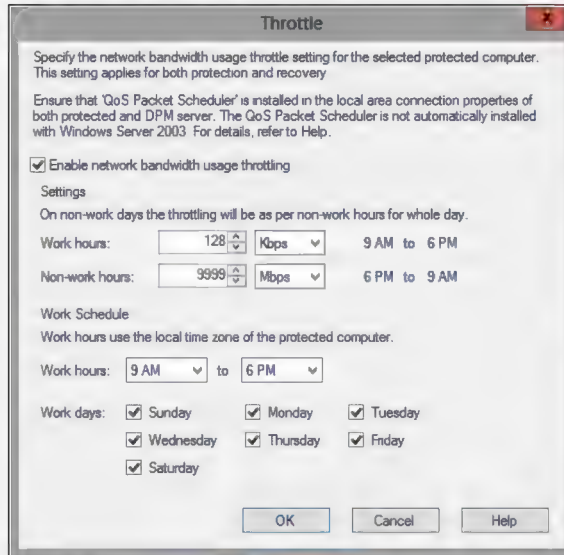 Throttle
x
Specify the network bandwidth usage throttle setting for the selected protected computer.
This setting applies for both protection and recovery
Ensure that 'QoS Packet Scheduler' is installed in the local area connection properties of
both protected and DPM server. The QoS Packet Scheduler is not automatically installed
with Windows Server 2003 For details, refer to Help.
Enable network bandwidth usage throttling
Settings
On non-work days the throttling will be as per non-work hours for whole day.
Work hours: 128 Kbps 9 AM to 6 PM
Non-work hours: 9999 Mbps 6 PM to 9 AM
Work Schedule
Work hours use the local time zone of the protected computer.
Work hours: 9 AM to 6 PM
Work days: Sunday Monday Tuesday
Wednesday Thursday Friday
Saturday
OK Cancel Help